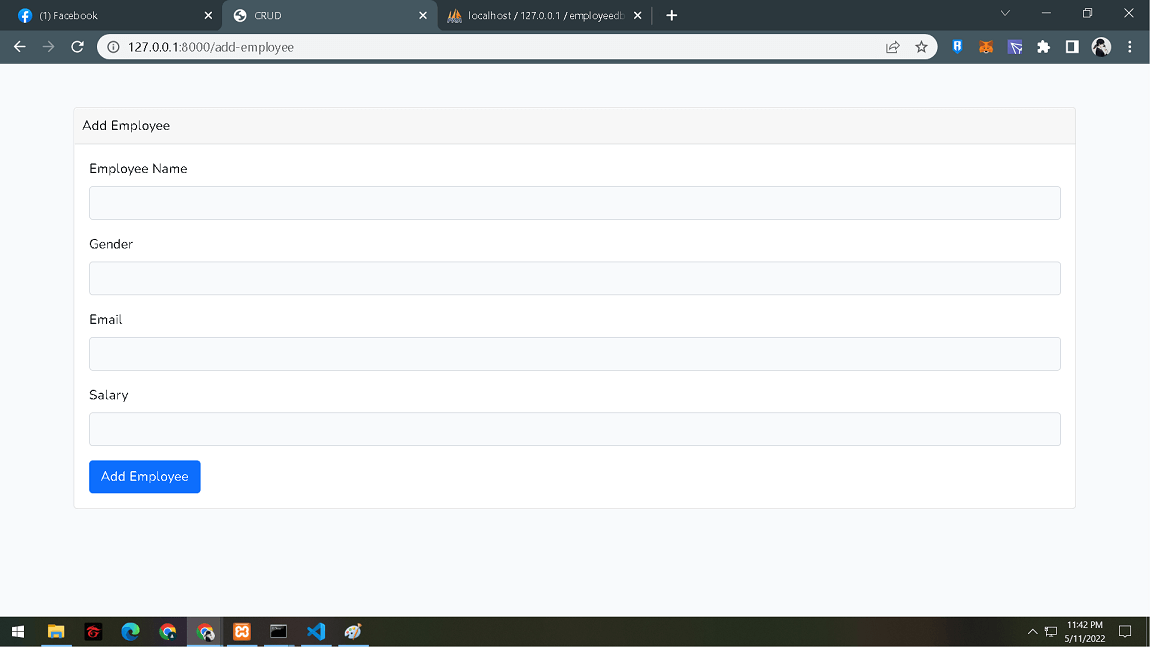 (1) Facebook
CRUD
localhost / 127.0.0.1 / employeedb
127.0.0.1:8000/add-employee
Add Employee
Employee Name
Gender
Email
Salary
Add Employee
11:42 PM
5/11/2022